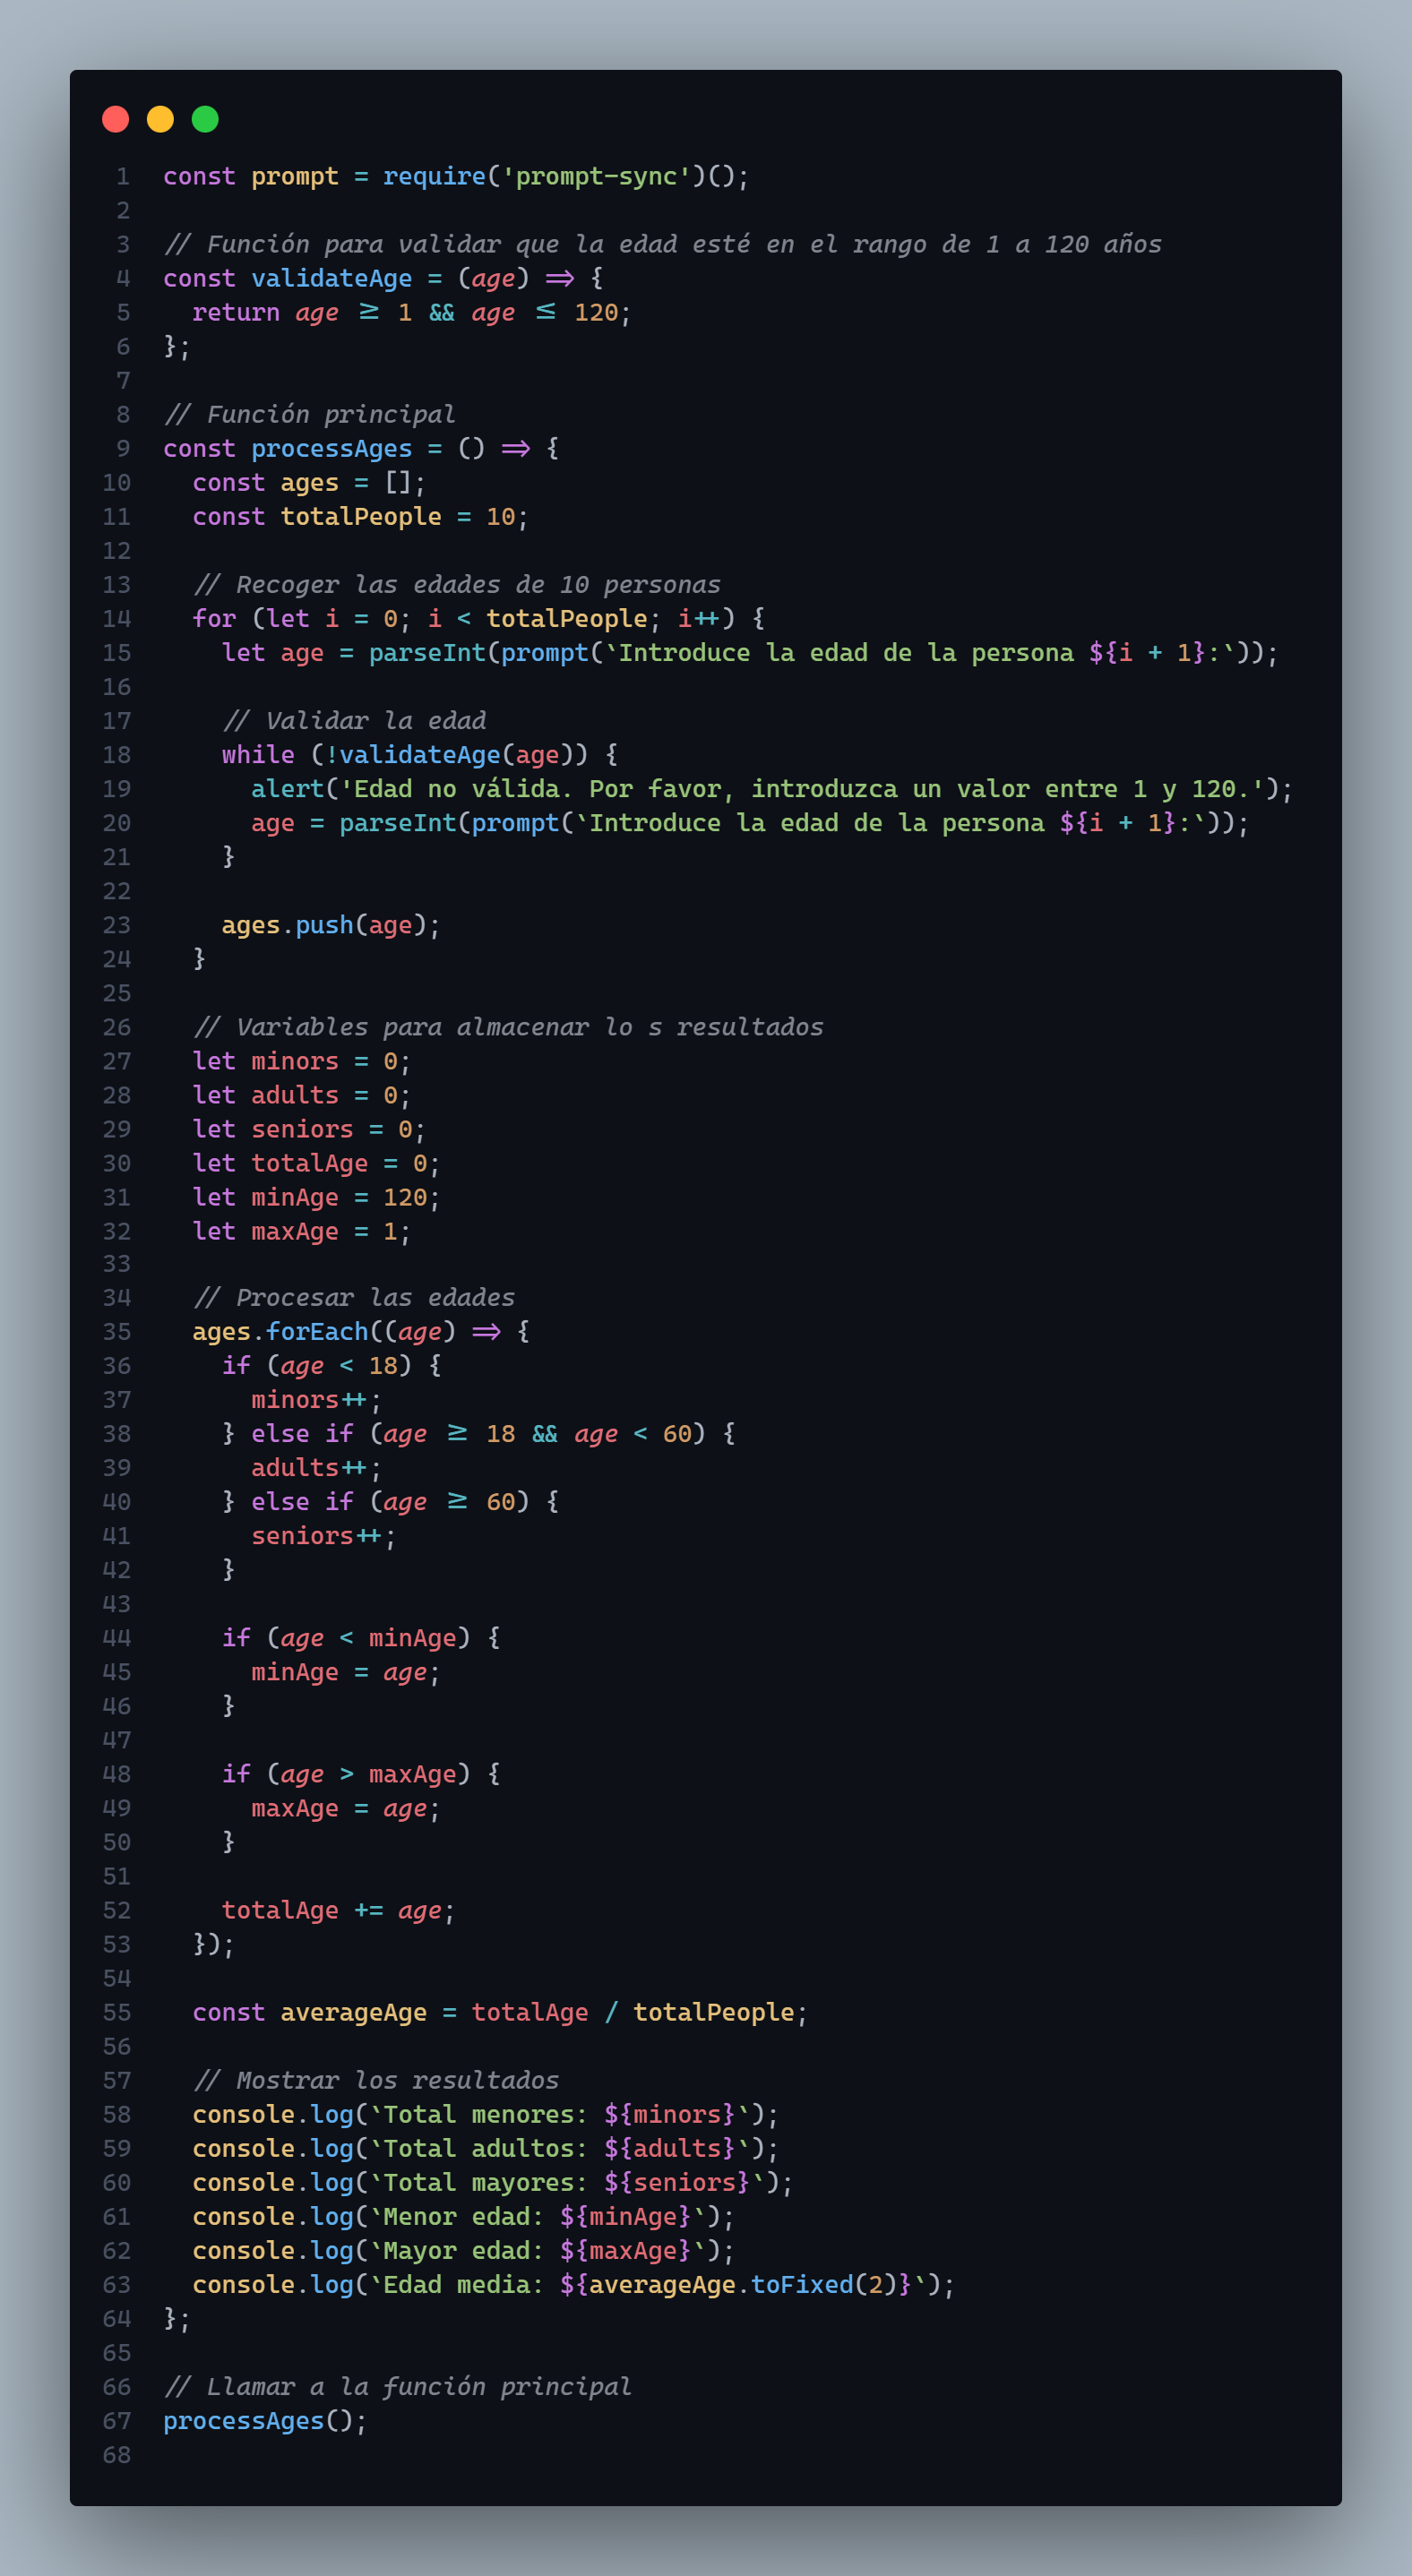 1 const prompt = require('prompt-sync')();
2
3 // Función para validar que la edad esté en el rango de 1 a 120 años
4 const validateAge = (age) => {
5   return age >= 1 && age <= 120;
6 };
7
8 // Función principal
9 const processAges = () => {
10   const ages = [];
11   const totalPeople = 10;
12
13   // Recoger las edades de 10 personas
14   for (let i = 0; i < totalPeople; i++) {
15     let age = parseInt(prompt(`Introduce la edad de la persona ${i + 1}:`));
16
17     // Validar la edad
18     while (!validateAge(age)) {
19       alert('Edad no válida. Por favor, introduzca un valor entre 1 y 120.');
20       age = parseInt(prompt(`Introduce la edad de la persona ${i + 1}:`));
21     }
22
23     ages.push(age);
24   }
25
26   // Variables para almacenar lo s resultados
27   let minors = 0;
28   let adults = 0;
29   let seniors = 0;
30   let totalAge = 0;
31   let minAge = 120;
32   let maxAge = 1;
33
34   // Procesar las edades
35   ages.forEach((age) => {
36     if (age < 18) {
37       minors++;
38     } else if (age >= 18 && age < 60) {
39       adults++;
40     } else if (age >= 60) {
41       seniors++;
42     }
43
44     if (age < minAge) {
45       minAge = age;
46     }
47
48     if (age > maxAge) {
49       maxAge = age;
50     }
51
52     totalAge += age;
53   });
54
55   const averageAge = totalAge / totalPeople;
56
57   // Mostrar los resultados
58   console.log(`Total menores: ${minors}`);
59   console.log(`Total adultos: ${adults}`);
60   console.log(`Total mayores: ${seniors}`);
61   console.log(`Menor edad: ${minAge}`);
62   console.log(`Mayor edad: ${maxAge}`);
63   console.log(`Edad media: ${averageAge.toFixed(2)}`);
64 };
65
66 // Llamar a la función principal
67 processAges();
68